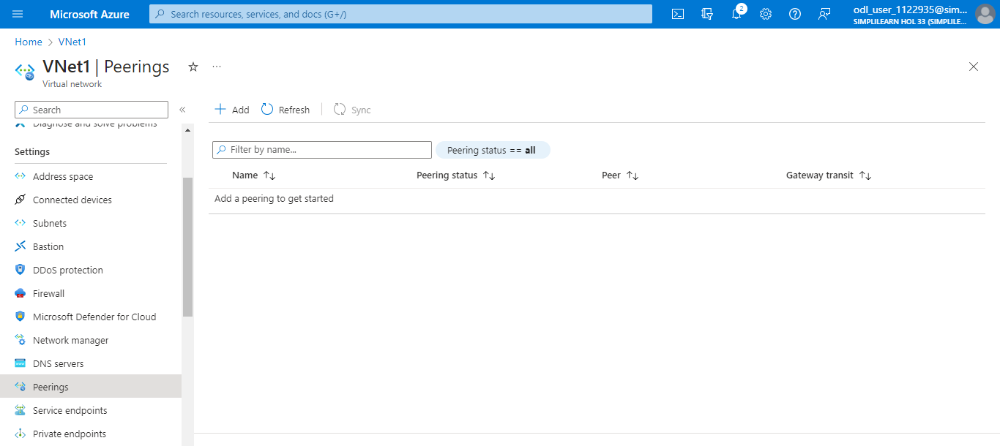 Microsoft Azure
Search resources, services, and docs (G+/)
2
odl_user_1122935@sim...
SIMPLILEARN HOL 33 (SIMPLILE...
Home > VNet1
VNet1 | Peerings
Virtual network
Search
Diagnose and solve problems
Settings
Address space
Connected devices
Subnets
Bastion
DDoS protection
Firewall
Microsoft Defender for Cloud
Network manager
DNS servers
Peerings
Service endpoints
Private endpoints
Add
Refresh
Sync
Filter by name...
Peering status == all
Name Peering status Peer Gateway transit
Add a peering to get started